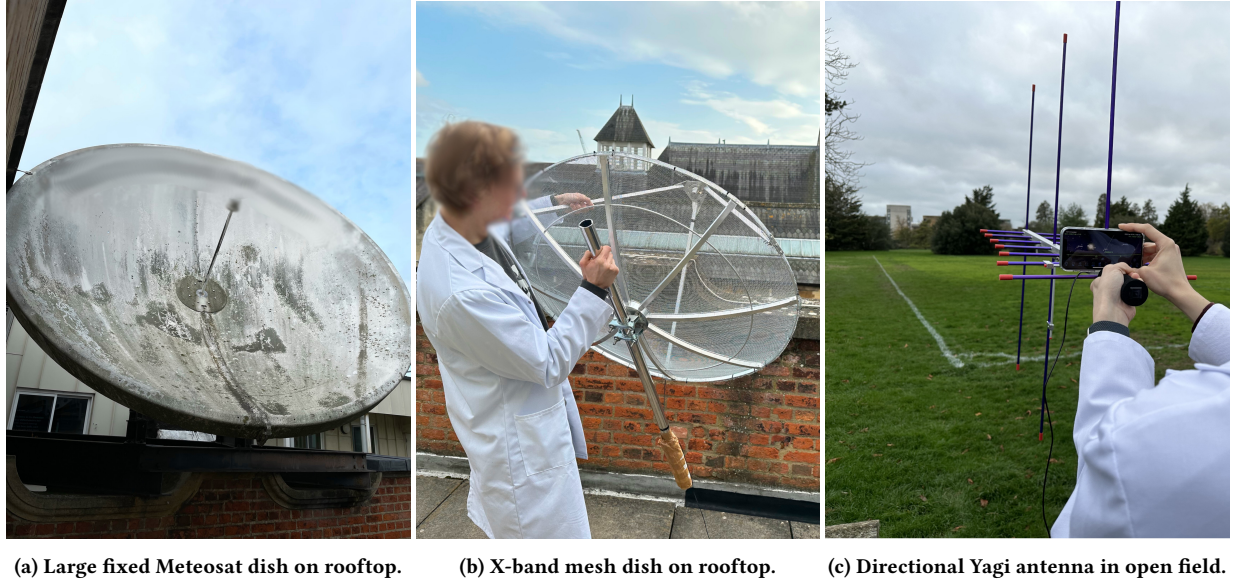 (a) Large fixed Meteosat dish on rooftop.
(b) X-band mesh dish on rooftop.
(c) Directional Yagi antenna in open field.